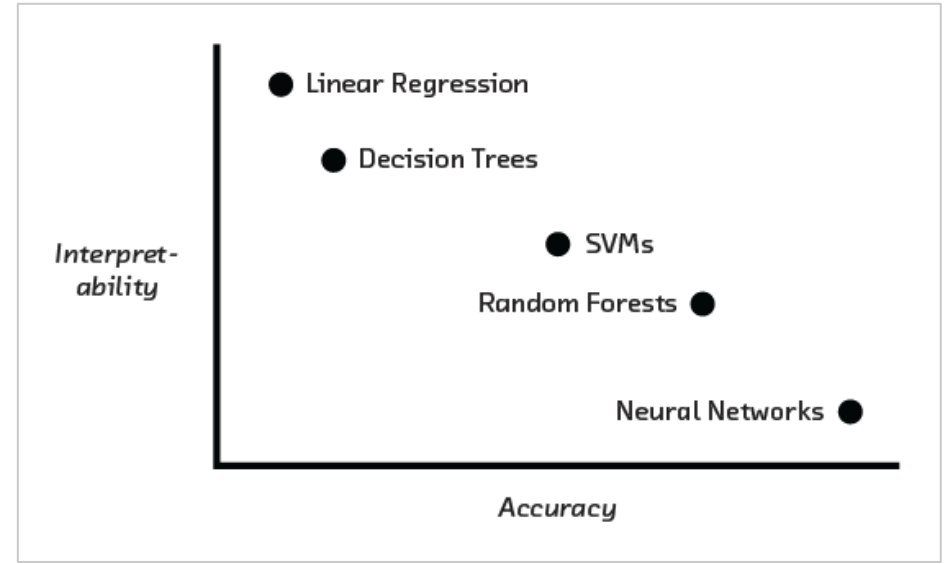 Linear Regression
Decision Trees
SVMs
Interpret-
ability
Random Forests
Neural Networks
Accuracy